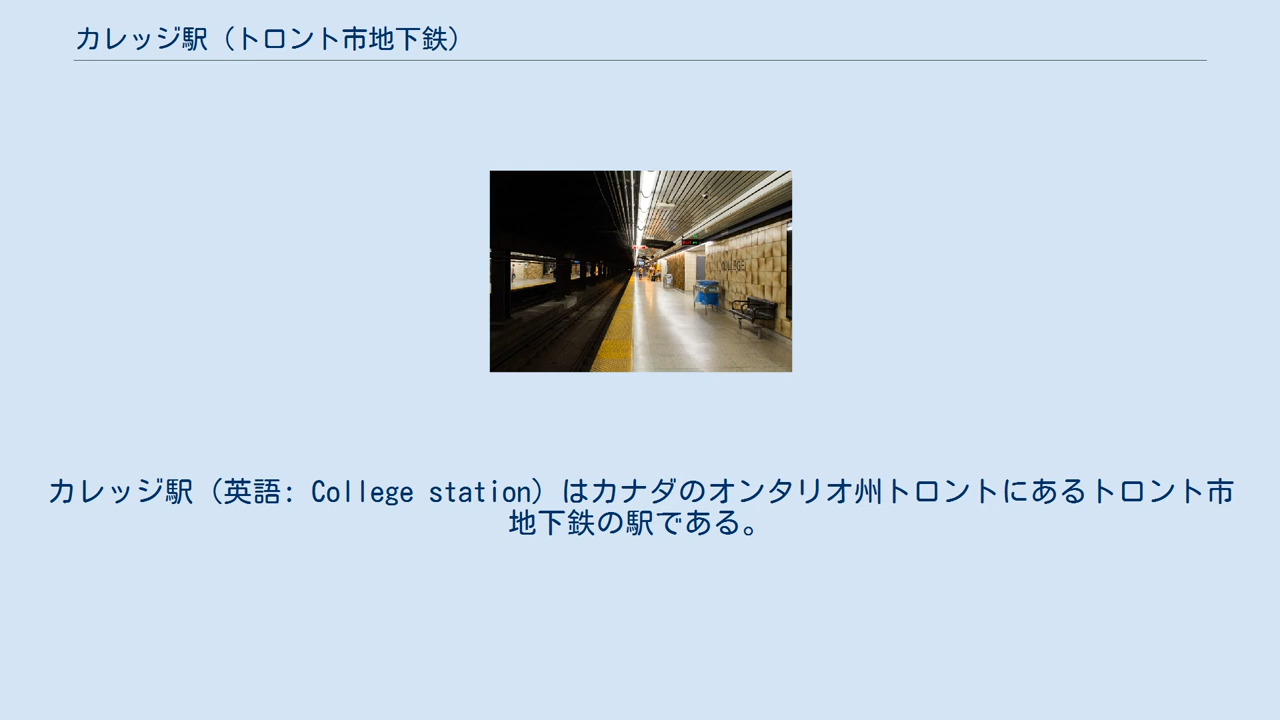 カレッジ駅（トロント市地下鉄）
COLLEGE
カレッジ駅（英語: College station）はカナダのオンタリオ州トロントにあるトロント市
地下鉄の駅である。